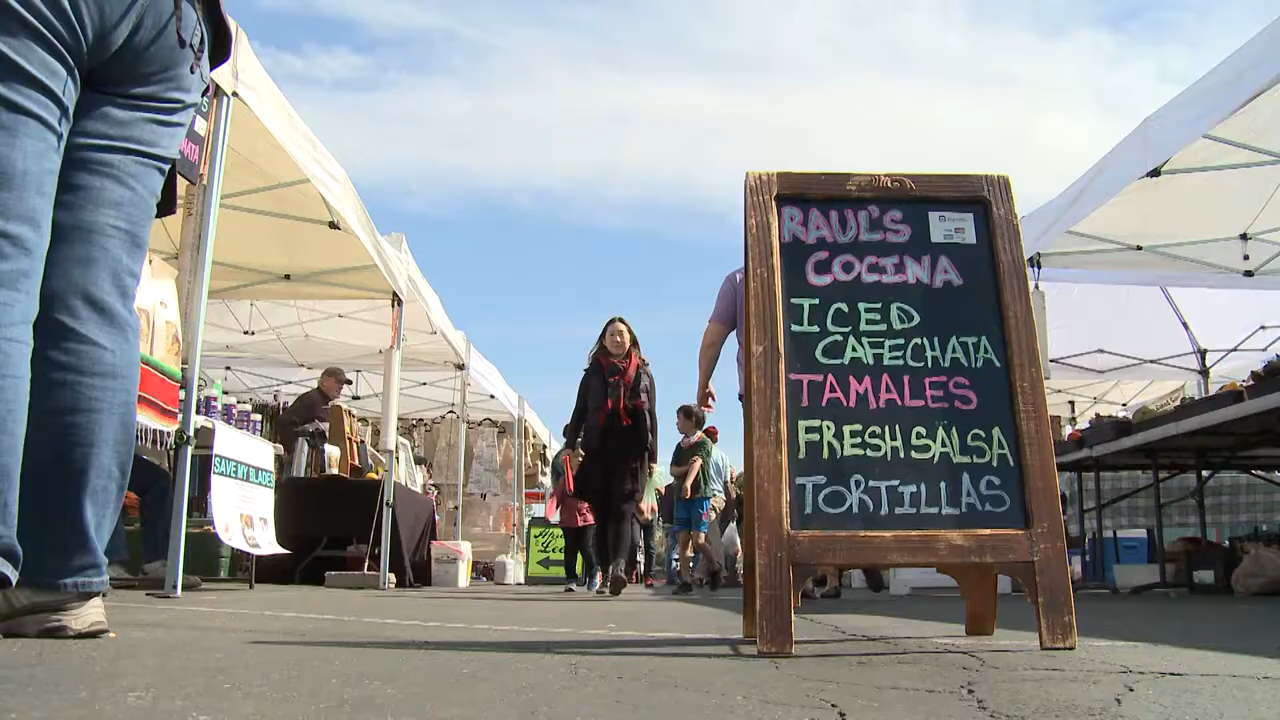 RAUL'S
COCINA
ICED
CAFECHATA
TAMALES
FRESH SALSA
TORTILLAS
SAVE MY BLADES